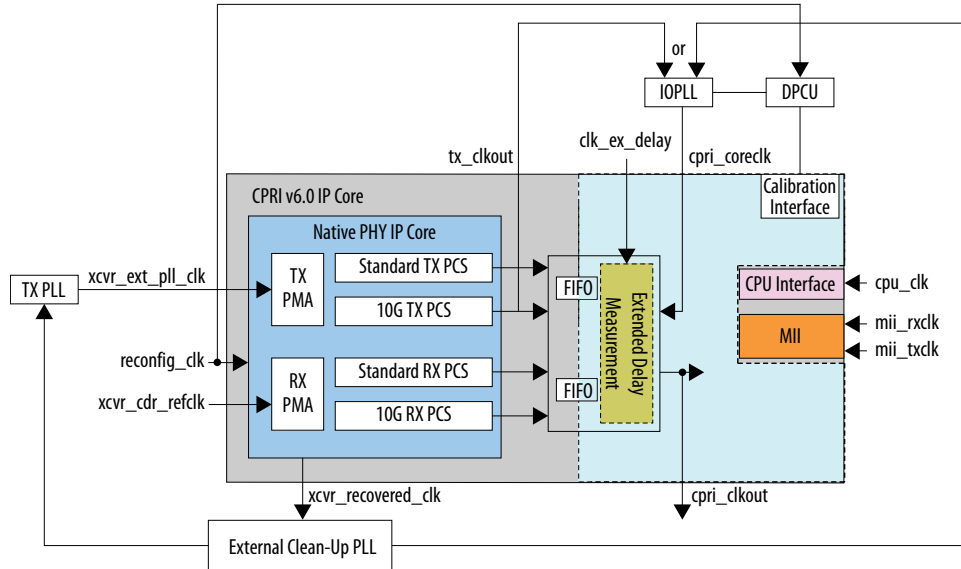 or
IOPLL
DPCU
clk_ex_delay
tx_clkout
cpri_coreclk
CPRI v6.0 IP Core
Calibration
Interface
Native PHY IP Core
TX
PMA
Standard TX PCS
10G TX PCS
xcvr_ext_pll_clk
TX PLL
FIFO
Extended Delay
Measurement
CPU Interface
cpu_clk
MII
mii_rxclk
mii_txclk
reconfig_clk
RX
PMA
Standard RX PCS
10G RX PCS
FIFO
xcvr_cdr_refclk
xcvr_recovered_clk
cpri_clkout
External Clean-Up PLL